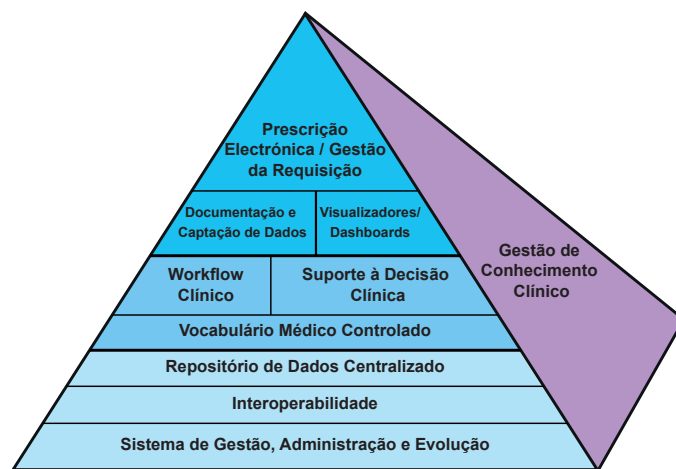 Prescrição
Electrónica / Gestão
da Requisição
Documentação e
Captação de Dados
Visualizadores/
Dashboards
Gestão de
Conhecimento
Clínico
Workflow
Clínico
Suporte à Decisão
Clínica
Vocabulário Médico Controlado
Repositório de Dados Centralizado
Interoperabilidade
Sistema de Gestão, Administração e Evolução